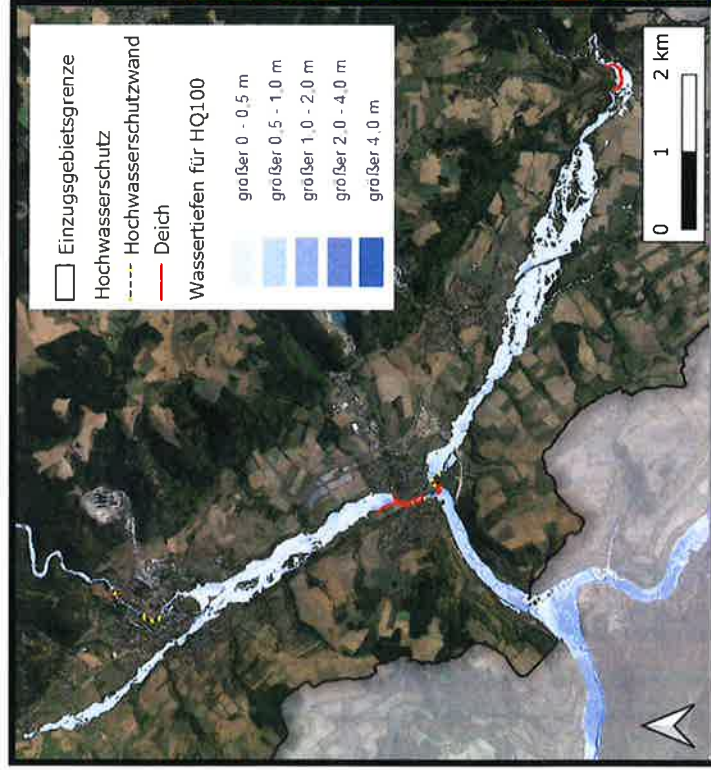 Einzugsgebietsgrenze
Hochwasserschutz
Hochwasserschutzwand
Deich
Wassertiefen für HQ100
größer 0 - 0,5 m
größer 0,5 - 1,0 m
größer 1,0 - 2,0 m
größer 2,0 - 4,0 m
größer 4,0 m
0 1 2 km